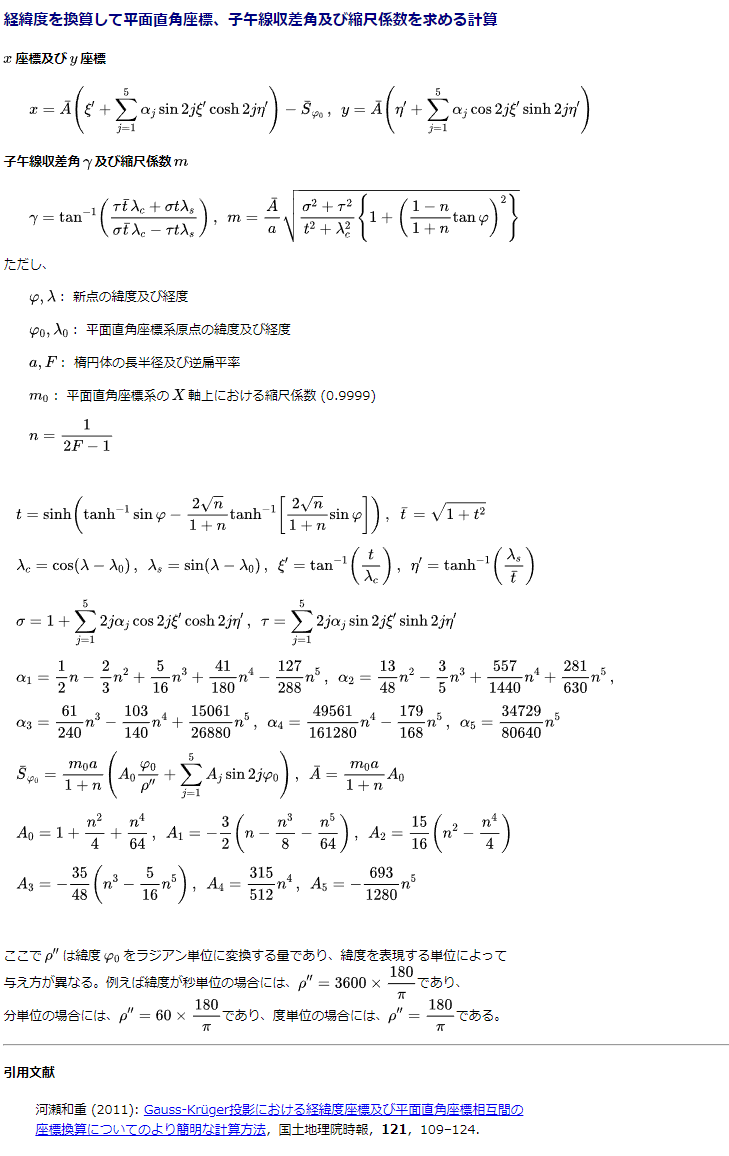 経緯度を換算して平面直角座標、子午線収差角及び縮尺係数を求める計算
x 座標及び y 座標
$x = \bar{A}\left(\xi' + \sum_{j=1}^{5} \alpha_j \sin 2j\xi' \cosh 2j\eta'\right) - \bar{S}_{\varphi_0}\,,\; y = \bar{A}\left(\eta' + \sum_{j=1}^{5} \alpha_j \cos 2j\xi' \sinh 2j\eta'\right)$
子午線収差角 γ 及び縮尺係数 m
$\gamma = \tan^{-1}\left(\frac{\tau\bar{t}\lambda_c + \sigma t\lambda_s}{\sigma\bar{t}\lambda_c - \tau t\lambda_s}\right)\,,\; m = \frac{\bar{A}}{a}\sqrt{\frac{\sigma^2 + \tau^2}{t^2 + \lambda_c^2}\left\{1 + \left(\frac{1-n}{1+n}\tan\varphi\right)^2\right\}}$
ただし、
φ, λ : 新点の緯度及び経度
φ₀, λ₀ : 平面直角座標系原点の緯度及び経度
a, F : 楕円体の長半径及び逆扁平率
m₀ : 平面直角座標系の X 軸上における縮尺係数 (0.9999)
$n = \frac{1}{2F-1}$
$t = \sinh\left(\tanh^{-1}\sin\varphi - \frac{2\sqrt{n}}{1+n}\tanh^{-1}\left[\frac{2\sqrt{n}}{1+n}\sin\varphi\right]\right)\,,\; \bar{t} = \sqrt{1+t^2}$
$\lambda_c = \cos(\lambda - \lambda_0)\,,\; \lambda_s = \sin(\lambda - \lambda_0)\,,\; \xi' = \tan^{-1}\left(\frac{t}{\lambda_c}\right)\,,\; \eta' = \tanh^{-1}\left(\frac{\lambda_s}{\bar{t}}\right)$
$\sigma = 1 + \sum_{j=1}^{5} 2j\alpha_j \cos 2j\xi' \cosh 2j\eta'\,,\; \tau = \sum_{j=1}^{5} 2j\alpha_j \sin 2j\xi' \sinh 2j\eta'$
$\alpha_1 = \frac{1}{2}n - \frac{2}{3}n^2 + \frac{5}{16}n^3 + \frac{41}{180}n^4 - \frac{127}{288}n^5\,,\; \alpha_2 = \frac{13}{48}n^2 - \frac{3}{5}n^3 + \frac{557}{1440}n^4 + \frac{281}{630}n^5\,,$
$\alpha_3 = \frac{61}{240}n^3 - \frac{103}{140}n^4 + \frac{15061}{26880}n^5\,,\; \alpha_4 = \frac{49561}{161280}n^4 - \frac{179}{168}n^5\,,\; \alpha_5 = \frac{34729}{80640}n^5$
$\bar{S}_{\varphi_0} = \frac{m_0 a}{1+n}\left(A_0\frac{\varphi_0}{\rho''} + \sum_{j=1}^{5} A_j \sin 2j\varphi_0\right)\,,\; \bar{A} = \frac{m_0 a}{1+n}A_0$
$A_0 = 1 + \frac{n^2}{4} + \frac{n^4}{64}\,,\; A_1 = -\frac{3}{2}\left(n - \frac{n^3}{8} - \frac{n^5}{64}\right)\,,\; A_2 = \frac{15}{16}\left(n^2 - \frac{n^4}{4}\right)$
$A_3 = -\frac{35}{48}\left(n^3 - \frac{5}{16}n^5\right)\,,\; A_4 = \frac{315}{512}n^4\,,\; A_5 = -\frac{693}{1280}n^5$
ここで ρ″ は緯度 φ₀ をラジアン単位に変換する量であり、緯度を表現する単位によって
与え方が異なる。例えば緯度が秒単位の場合には、$\rho'' = 3600 \times \frac{180}{\pi}$ であり、
分単位の場合には、$\rho'' = 60 \times \frac{180}{\pi}$ であり、度単位の場合には、$\rho'' = \frac{180}{\pi}$ である。
引用文献
河瀬和重 (2011): Gauss-Krüger投影における経緯度座標及び平面直角座標相互間の
座標換算についてのより簡明な計算方法，国土地理院時報，121，109–124.